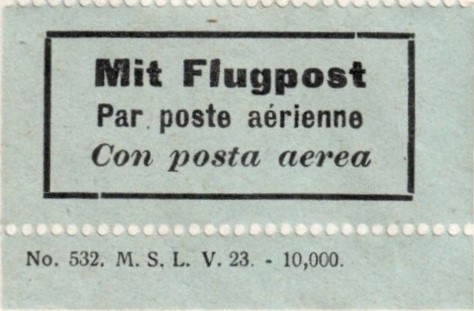 Mit Flugpost
Par poste aérienne
Con posta aerea
No. 532. M. S. L. V. 23. - 10,000.